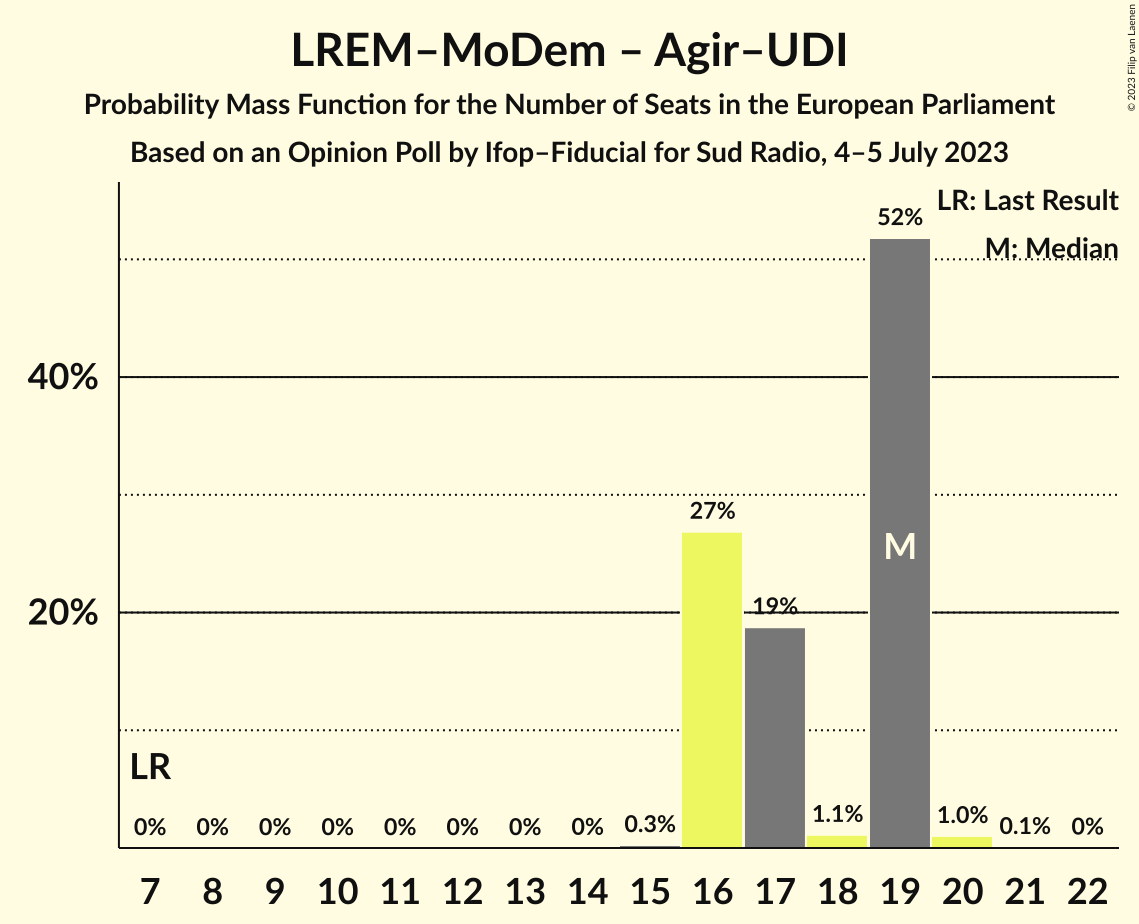 LREM–MoDem – Agir–UDI
Probability Mass Function for the Number of Seats in the European Parliament
Based on an Opinion Poll by Ifop–Fiducial for Sud Radio, 4–5 July 2023
© 2023 Filip van Laenen
LR: Last Result
M: Median
52%
40%
27%
M
20%
19%
LR
0% 0% 0% 0% 0% 0% 0% 0% 0.3% 1.1% 1.0% 0.1% 0%
7 8 9 10 11 12 13 14 15 16 17 18 19 20 21 22